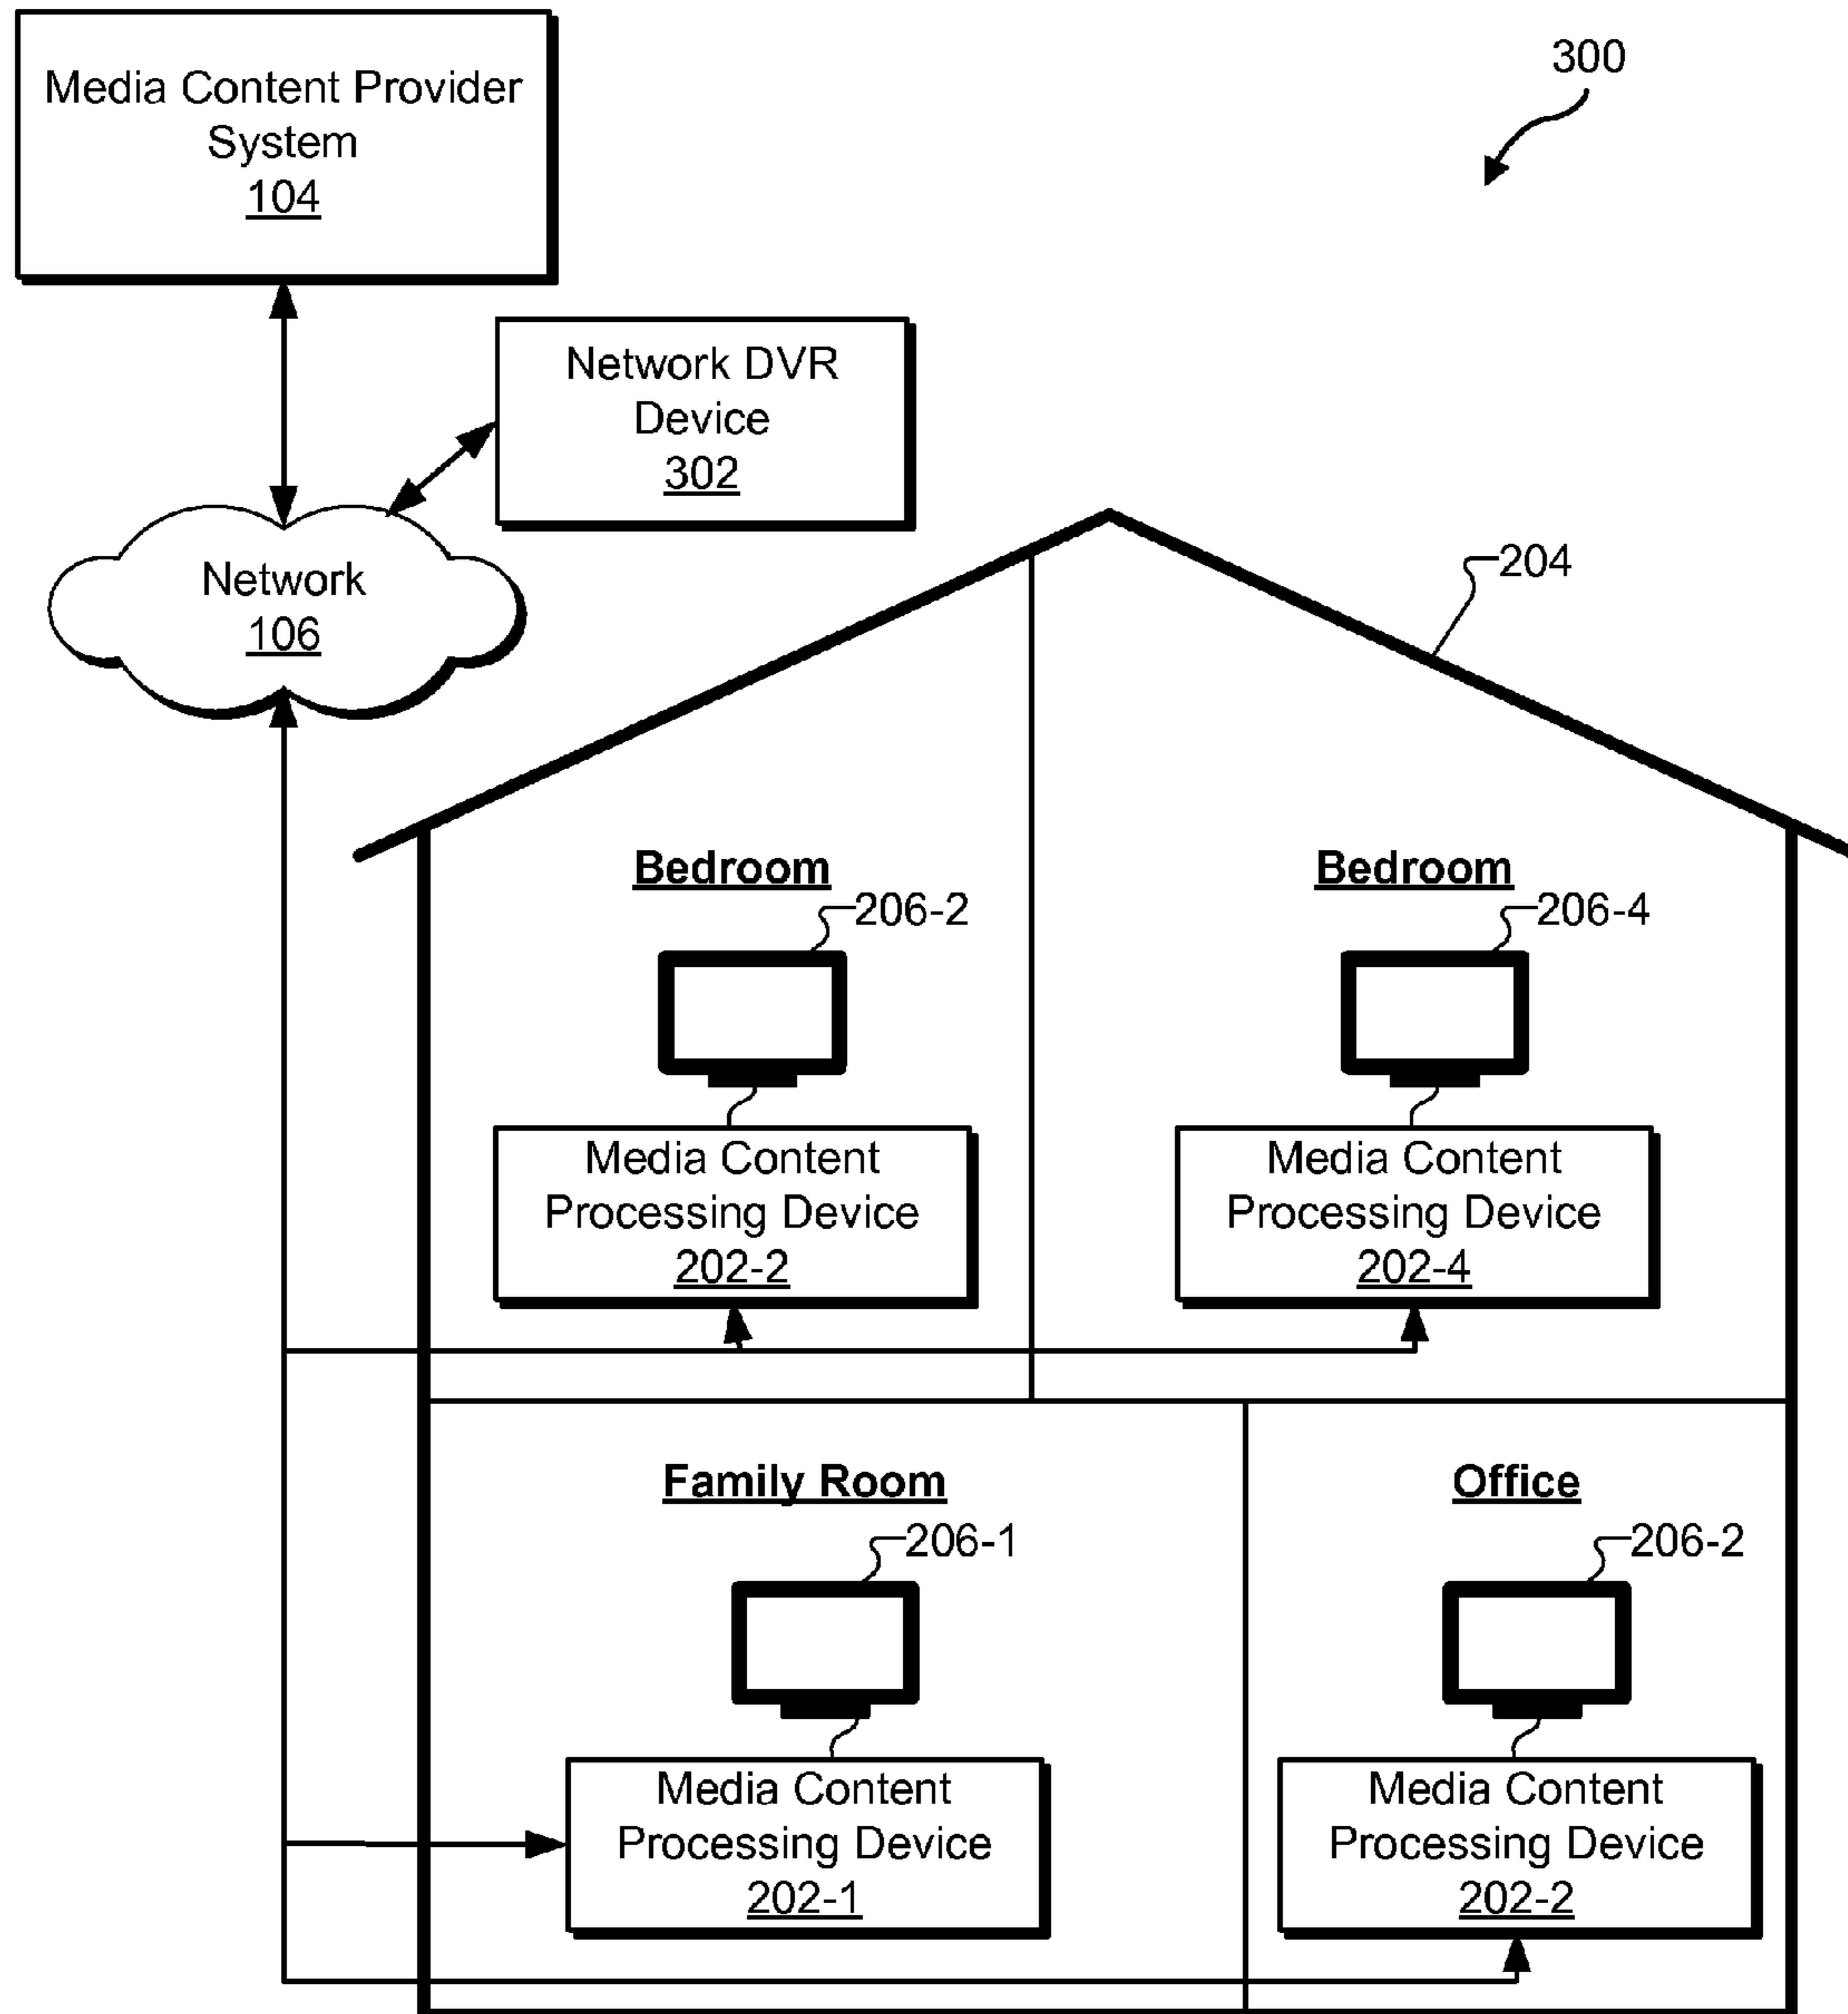 Media Content Provider
System
104
300
Network DVR
Device
302
Network
106
204
Bedroom
206-2
Media Content
Processing Device
202-2
Bedroom
206-4
Media Content
Processing Device
202-4
Family Room
206-1
Media Content
Processing Device
202-1
Office
206-2
Media Content
Processing Device
202-2